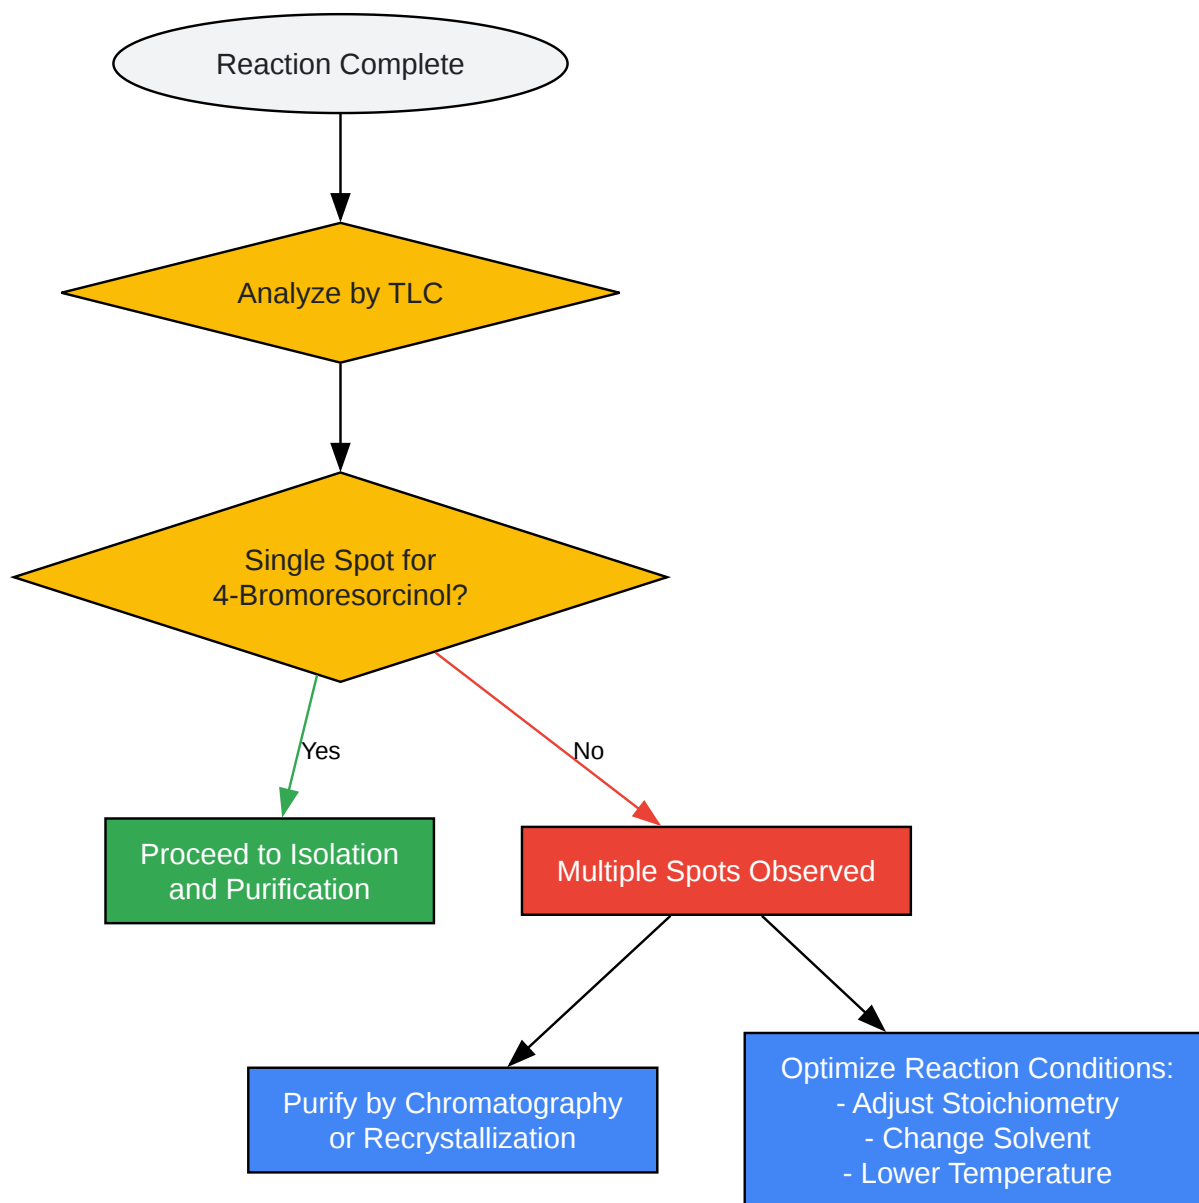 Reaction Complete
Analyze by TLC
Single Spot for
4-Bromoresorcinol?
Yes
No
Proceed to Isolation
and Purification
Multiple Spots Observed
Purify by Chromatography
or Recrystallization
Optimize Reaction Conditions:
- Adjust Stoichiometry
- Change Solvent
- Lower Temperature